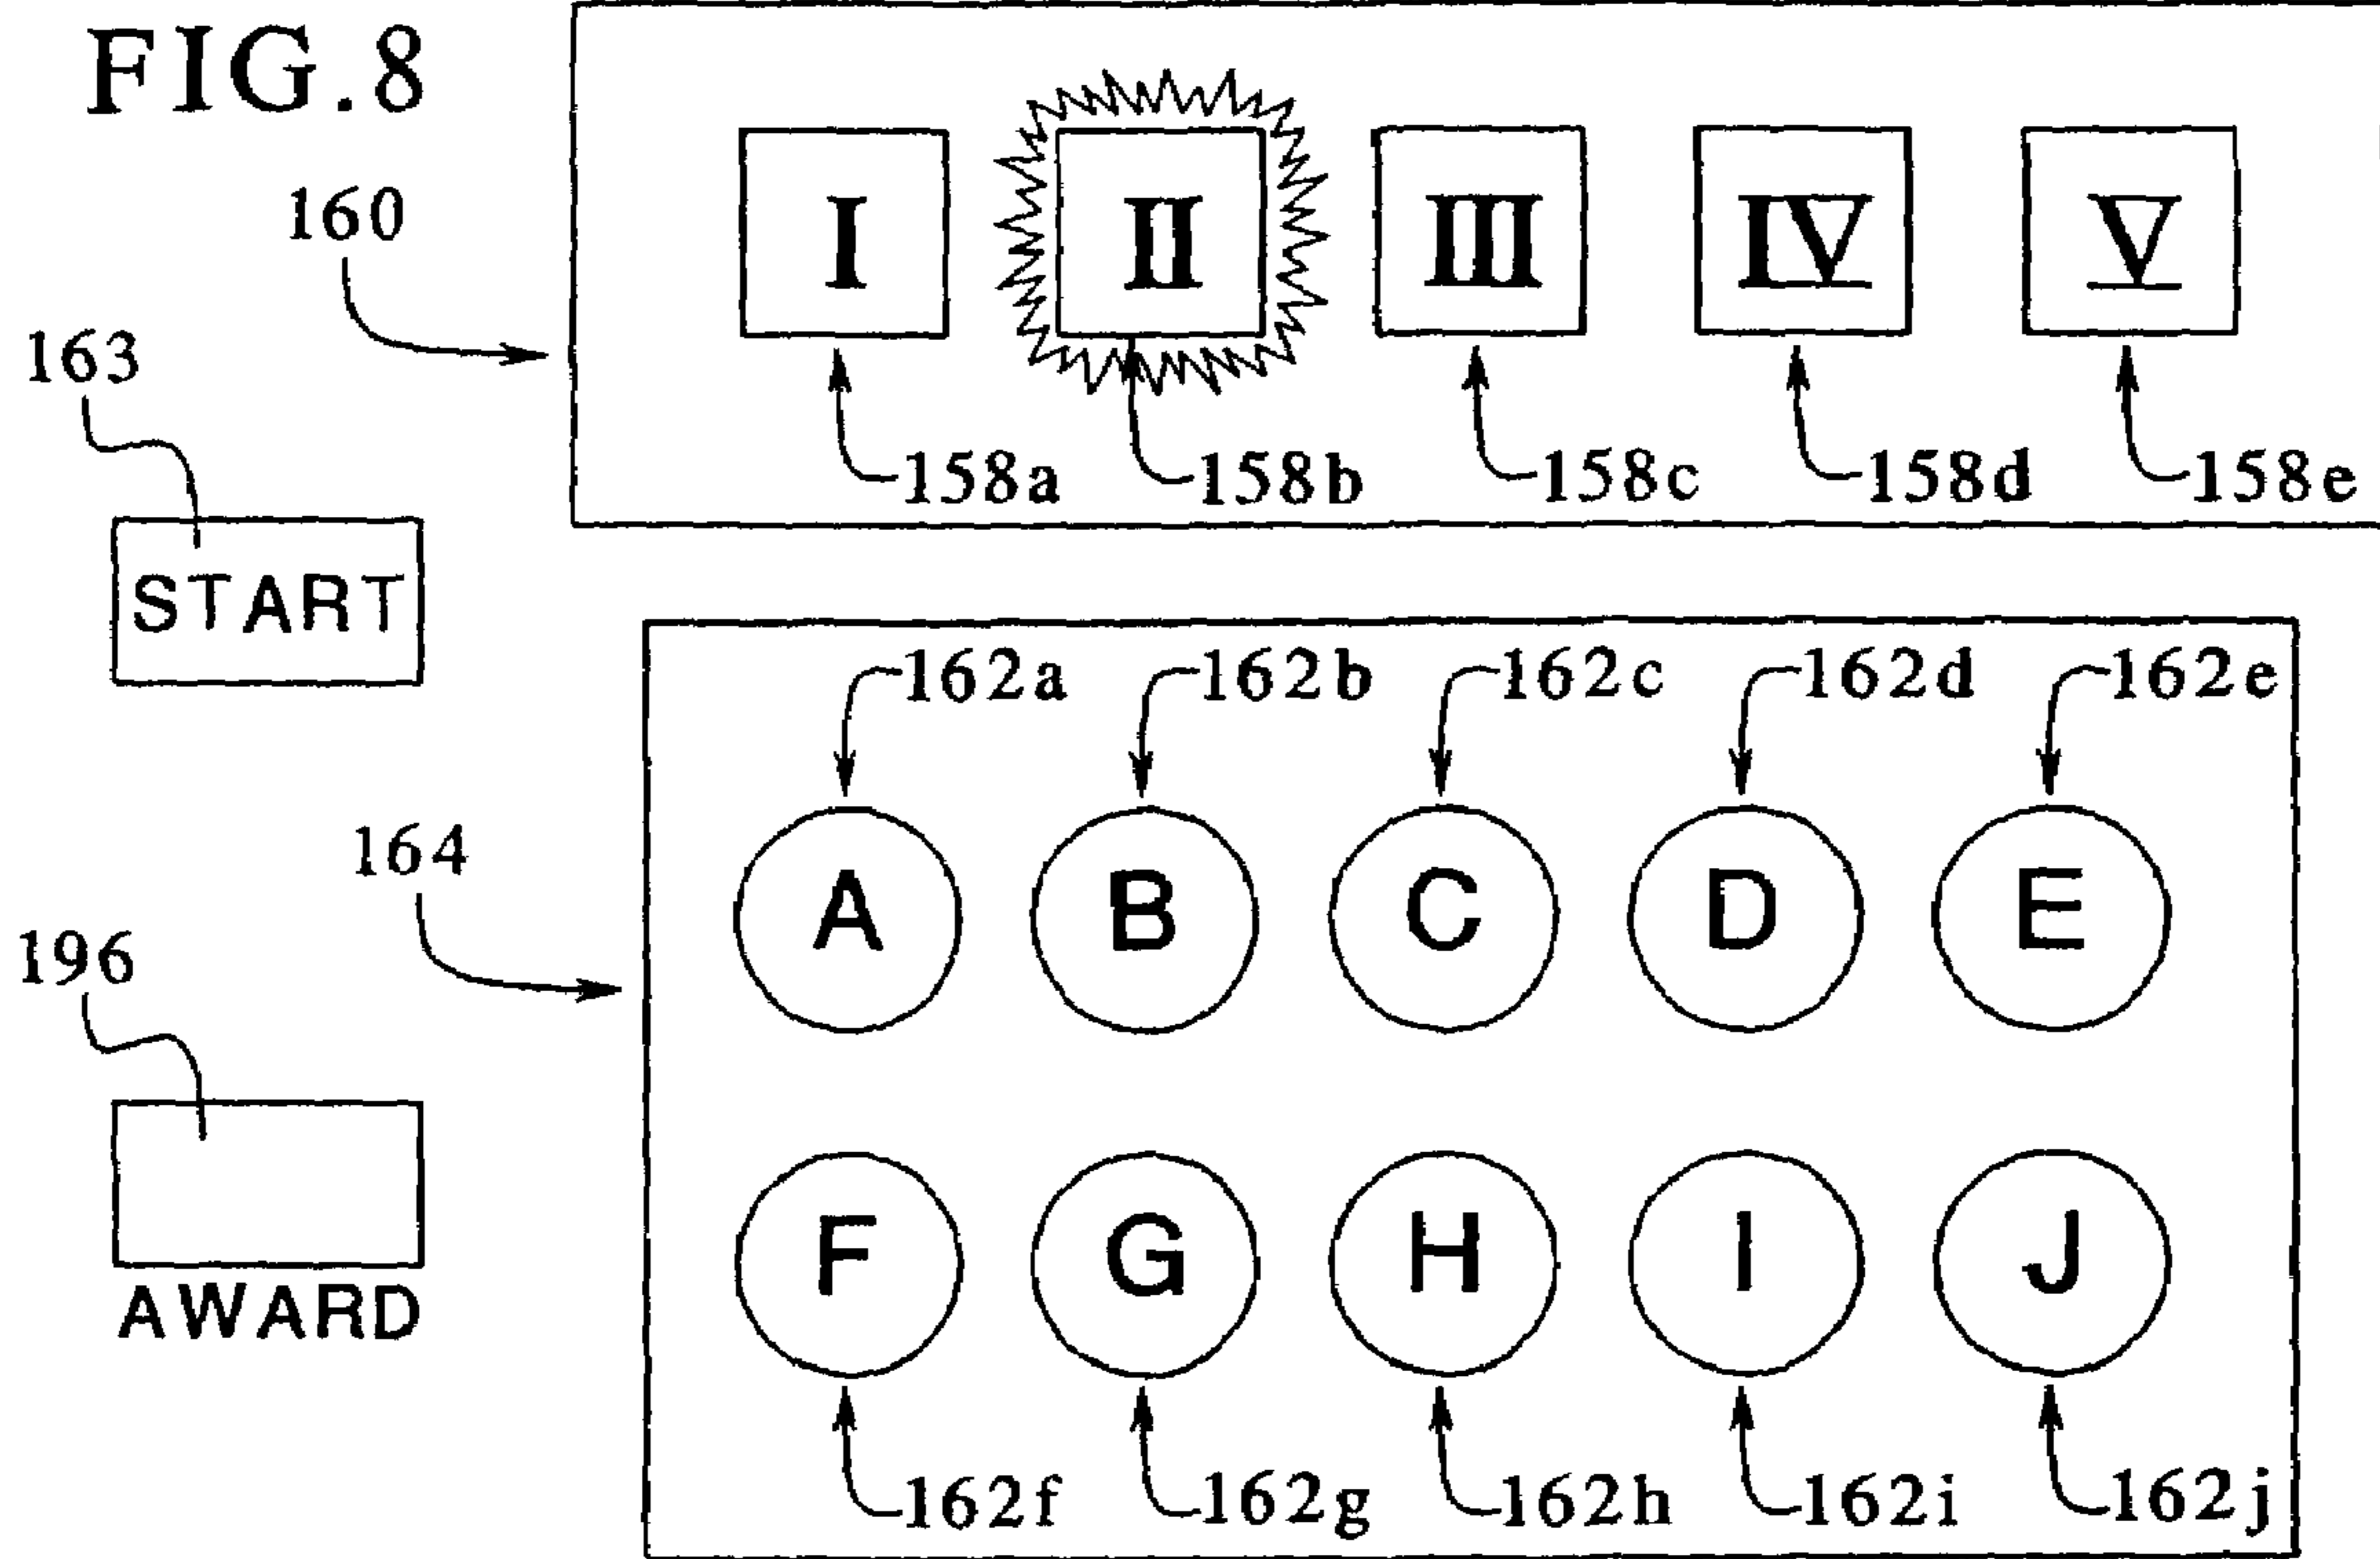 FIG.8
160
I II III IV V
163
158a 158b 158c 158d 158e
START
162a 162b 162c 162d 162e
164
A B C D E
196
F G H I J
AWARD
162f 162g 162h 162i 162j